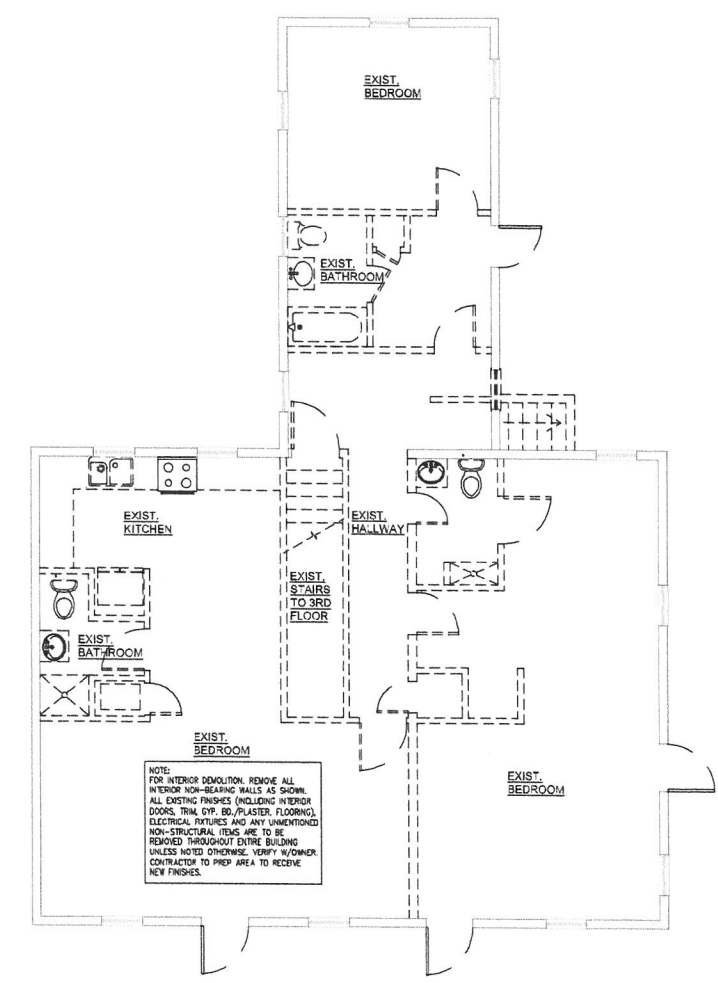 EXIST.
BEDROOM
EXIST.
BATHROOM
EXIST.
KITCHEN
EXIST.
HALLWAY
EXIST.
STAIRS
TO 3RD
FLOOR
EXIST.
BATHROOM
EXIST.
BEDROOM
EXIST.
BEDROOM
NOTE:
FOR INTERIOR DEMOLITION. REMOVE ALL
INTERIOR NON-BEARING WALLS AS SHOWN.
ALL EXISTING FINISHES (INCLUDING INTERIOR
DOORS, TRIM, GYP. BD./PLASTER, FLOORING),
ELECTRICAL FIXTURES AND ANY UNMENTIONED
NON-STRUCTURAL ITEMS ARE TO BE
REMOVED THROUGHOUT ENTIRE BUILDING
UNLESS NOTED OTHERWISE. VERIFY W/OWNER.
CONTRACTOR TO PREP AREA TO RECEIVE
NEW FINISHES.